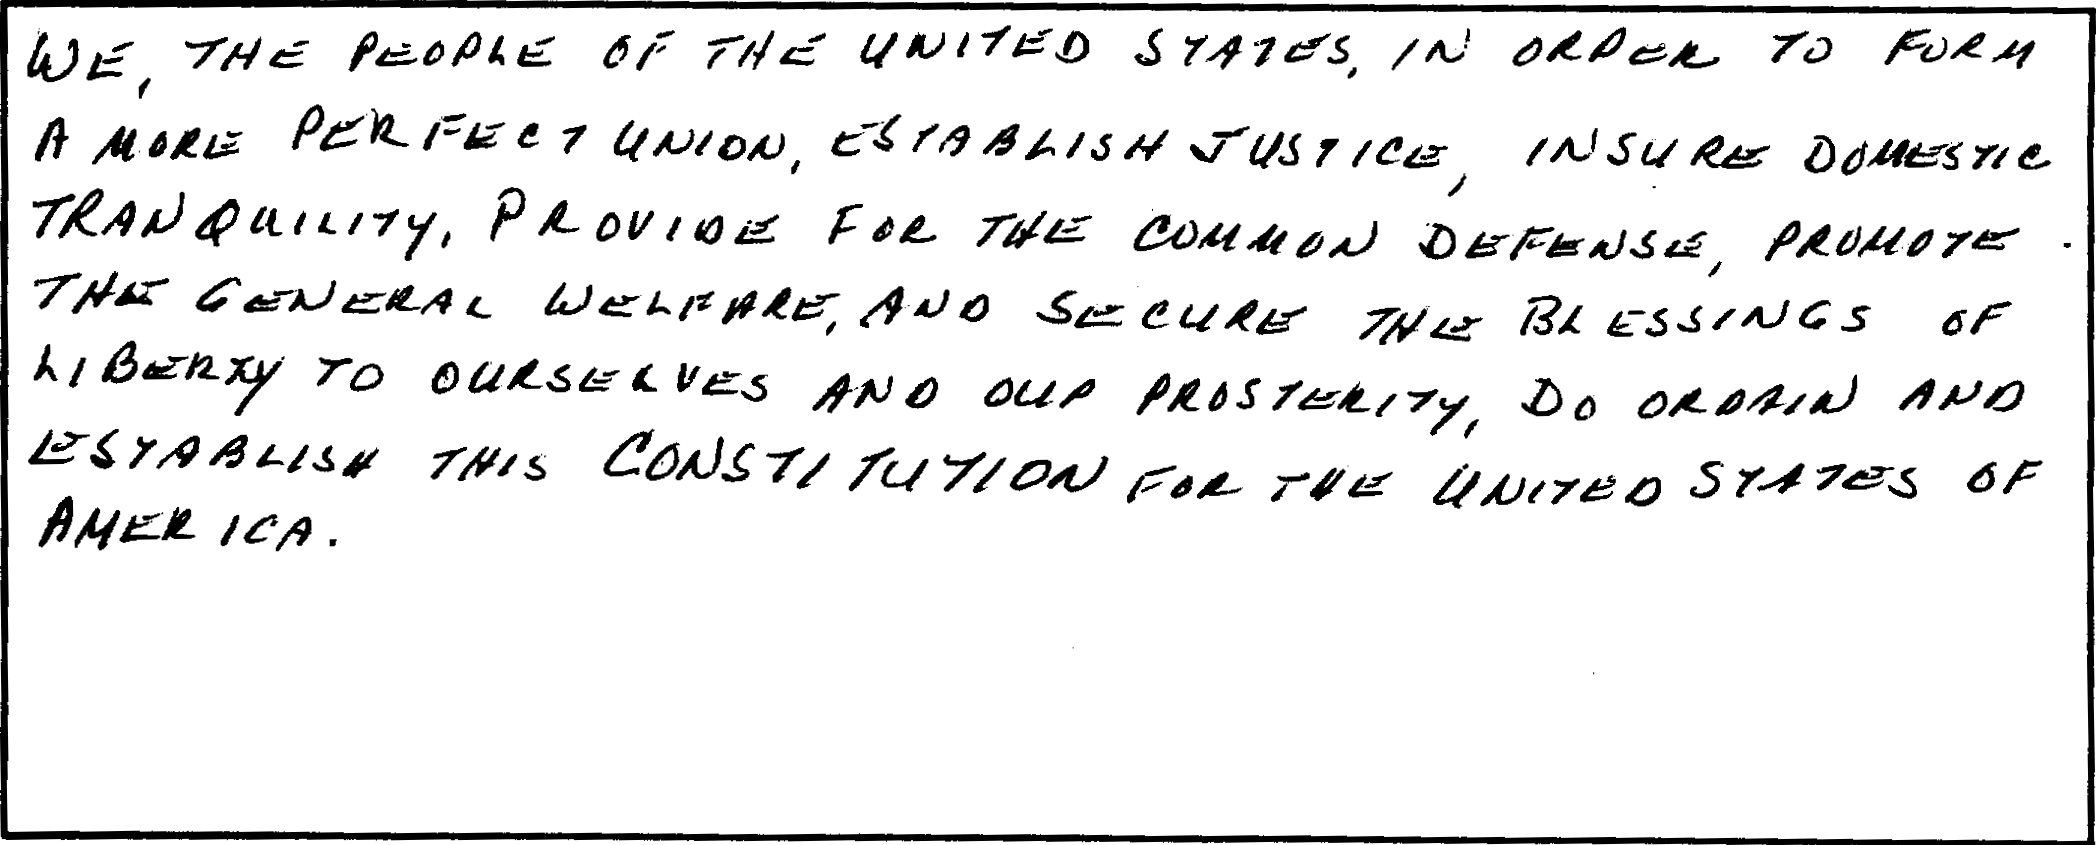 WE, THE PEOPLE OF THE UNITED STATES, IN ORDER TO FORM
A MORE PERFECT UNION, ESTABLISH JUSTICE, INSURE DOMESTIC
TRANQUILITY, PROVIDE FOR THE COMMON DEFENSE, PROMOTE
THE GENERAL WELFARE, AND SECURE THE BLESSINGS OF
LIBERTY TO OURSELVES AND OUR PROSTERITY, DO ORDAIN AND
ESTABLISH THIS CONSTITUTION FOR THE UNITED STATES OF
AMERICA.